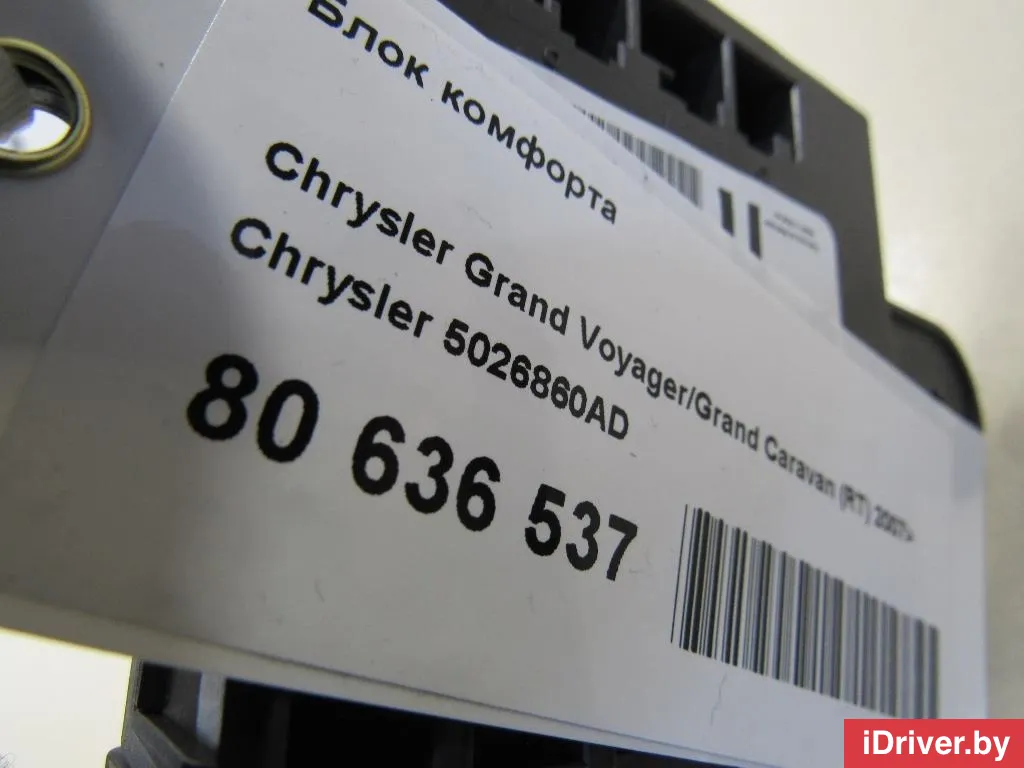 Блок комфорта
Chrysler Grand Voyager/Grand Caravan (RT) 2007>
Chrysler 5026860AD
80 636 537
iDriver.by